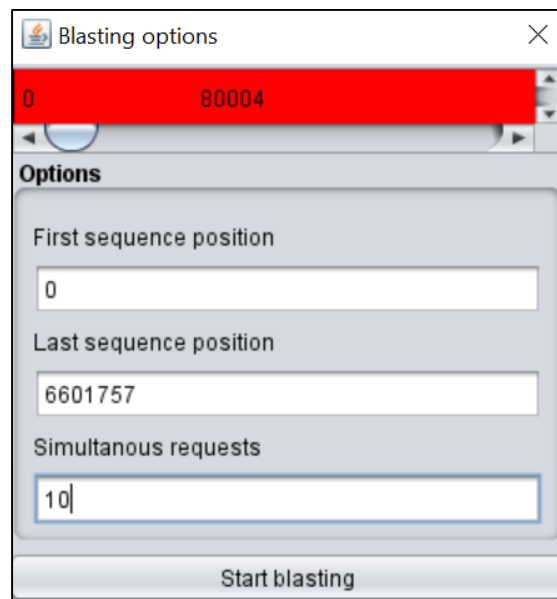 Blasting options
0 80004
Options
First sequence position
0
Last sequence position
6601757
Simultanous requests
10
Start blasting